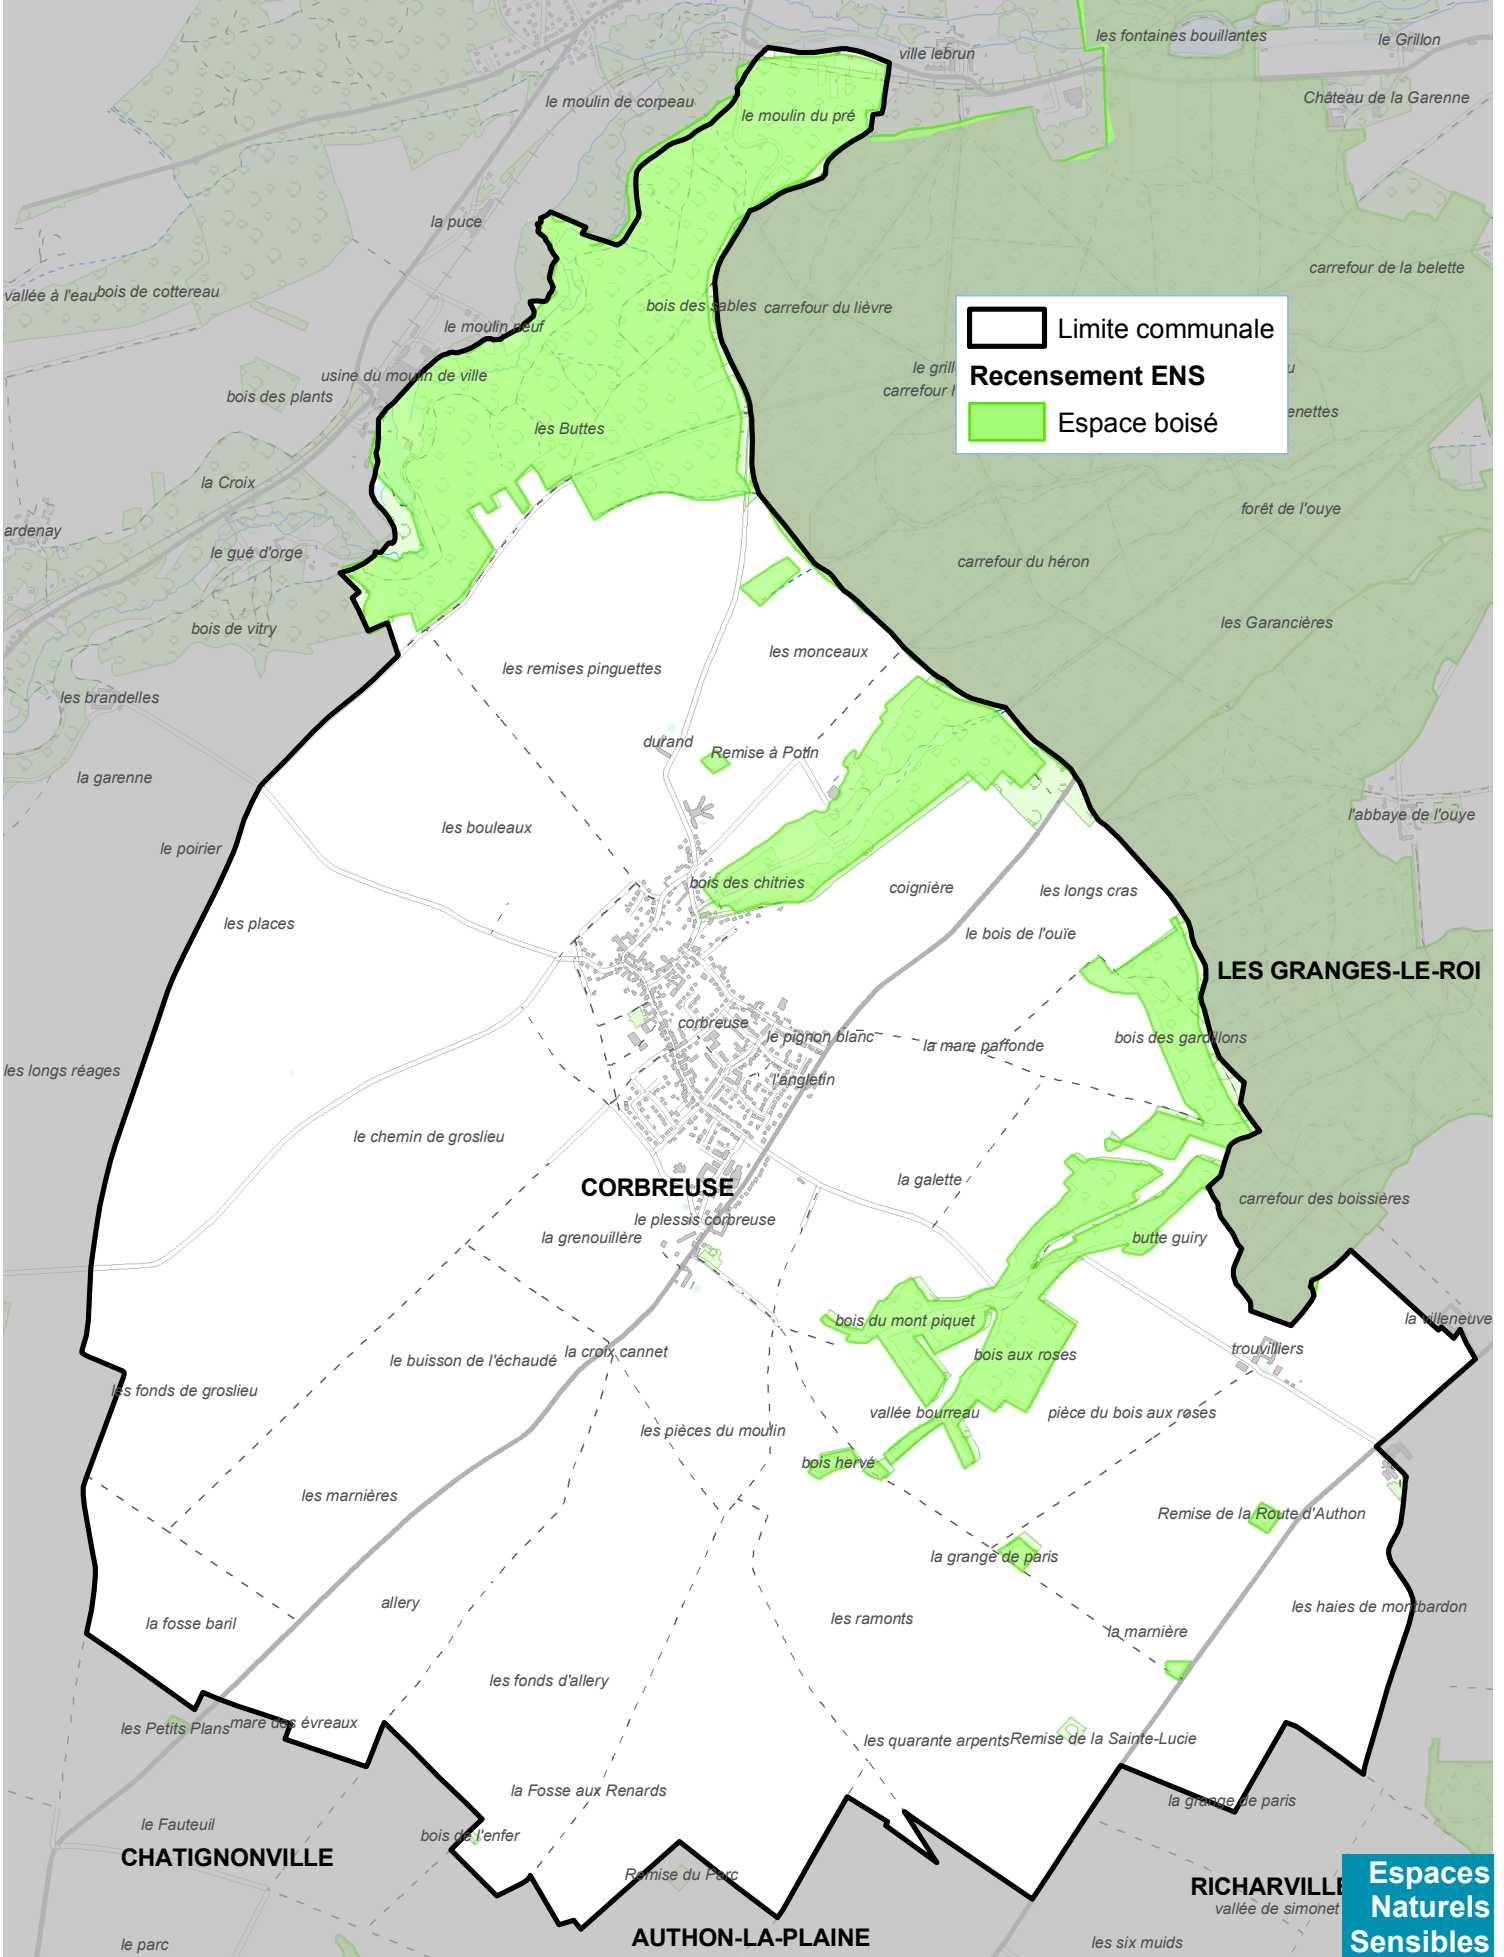 les fontaines bouillantes
le Grillon
ville lebrun
Château de la Garenne
le moulin de corpeau
le moulin du pré
la puce
carrefour de la belette
vallée à l'eau
bois de cottereau
bois des sables
carrefour du lièvre
le moulin neuf
Limite communale
Recensement ENS
Espace boisé
usine du moulin de ville
bois des plants
les Buttes
la Croix
forêt de l'ouye
ardenay
le gué d'orge
carrefour du héron
bois de vitry
les Garancières
les monceaux
les remises pinguettes
les brandelles
durand
Remise à Potin
la garenne
l'abbaye de l'ouye
les bouleaux
le poirier
bois des chitries
coignière
les longs cras
les places
le bois de l'ouïe
LES GRANGES-LE-ROI
corbreuse
le pignon blanc
la mare paffonde
bois des gardillons
les longs réages
l'angletin
le chemin de groslieu
la galette
CORBREUSE
carrefour des boissières
le plessis corbreuse
la grenouillère
butte guiry
bois du mont piquet
la villeneuve
trouvilliers
la croix cannet
bois aux roses
le buisson de l'échaudé
les fonds de groslieu
vallée bourreau
pièce du bois aux roses
les pièces du moulin
bois hervé
les marnières
Remise de la Route d'Authon
la grange de paris
allery
les haies de montbardon
la fosse baril
les ramonts
la marnière
les fonds d'allery
les Petits Plans
mare des évreaux
les quarante arpents
Remise de la Sainte-Lucie
la Fosse aux Renards
la grange de paris
le Fauteuil
bois de l'enfer
CHATIGNONVILLE
Remise du Parc
RICHARVILLE
vallée de simonet
AUTHON-LA-PLAINE
les six muids
le parc
Espaces
Naturels
Sensibles